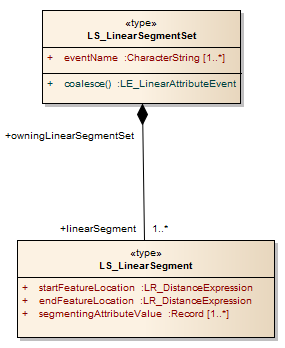 «type»
LS_LinearSegmentSet
+ eventName :CharacterString [1..*]
+ coalesce() :LE_LinearAttributeEvent
+owningLinearSegmentSet
+linearSegment 1..*
«type»
LS_LinearSegment
+ startFeatureLocation :LR_DistanceExpression
+ endFeatureLocation :LR_DistanceExpression
+ segmentingAttributeValue :Record [1..*]